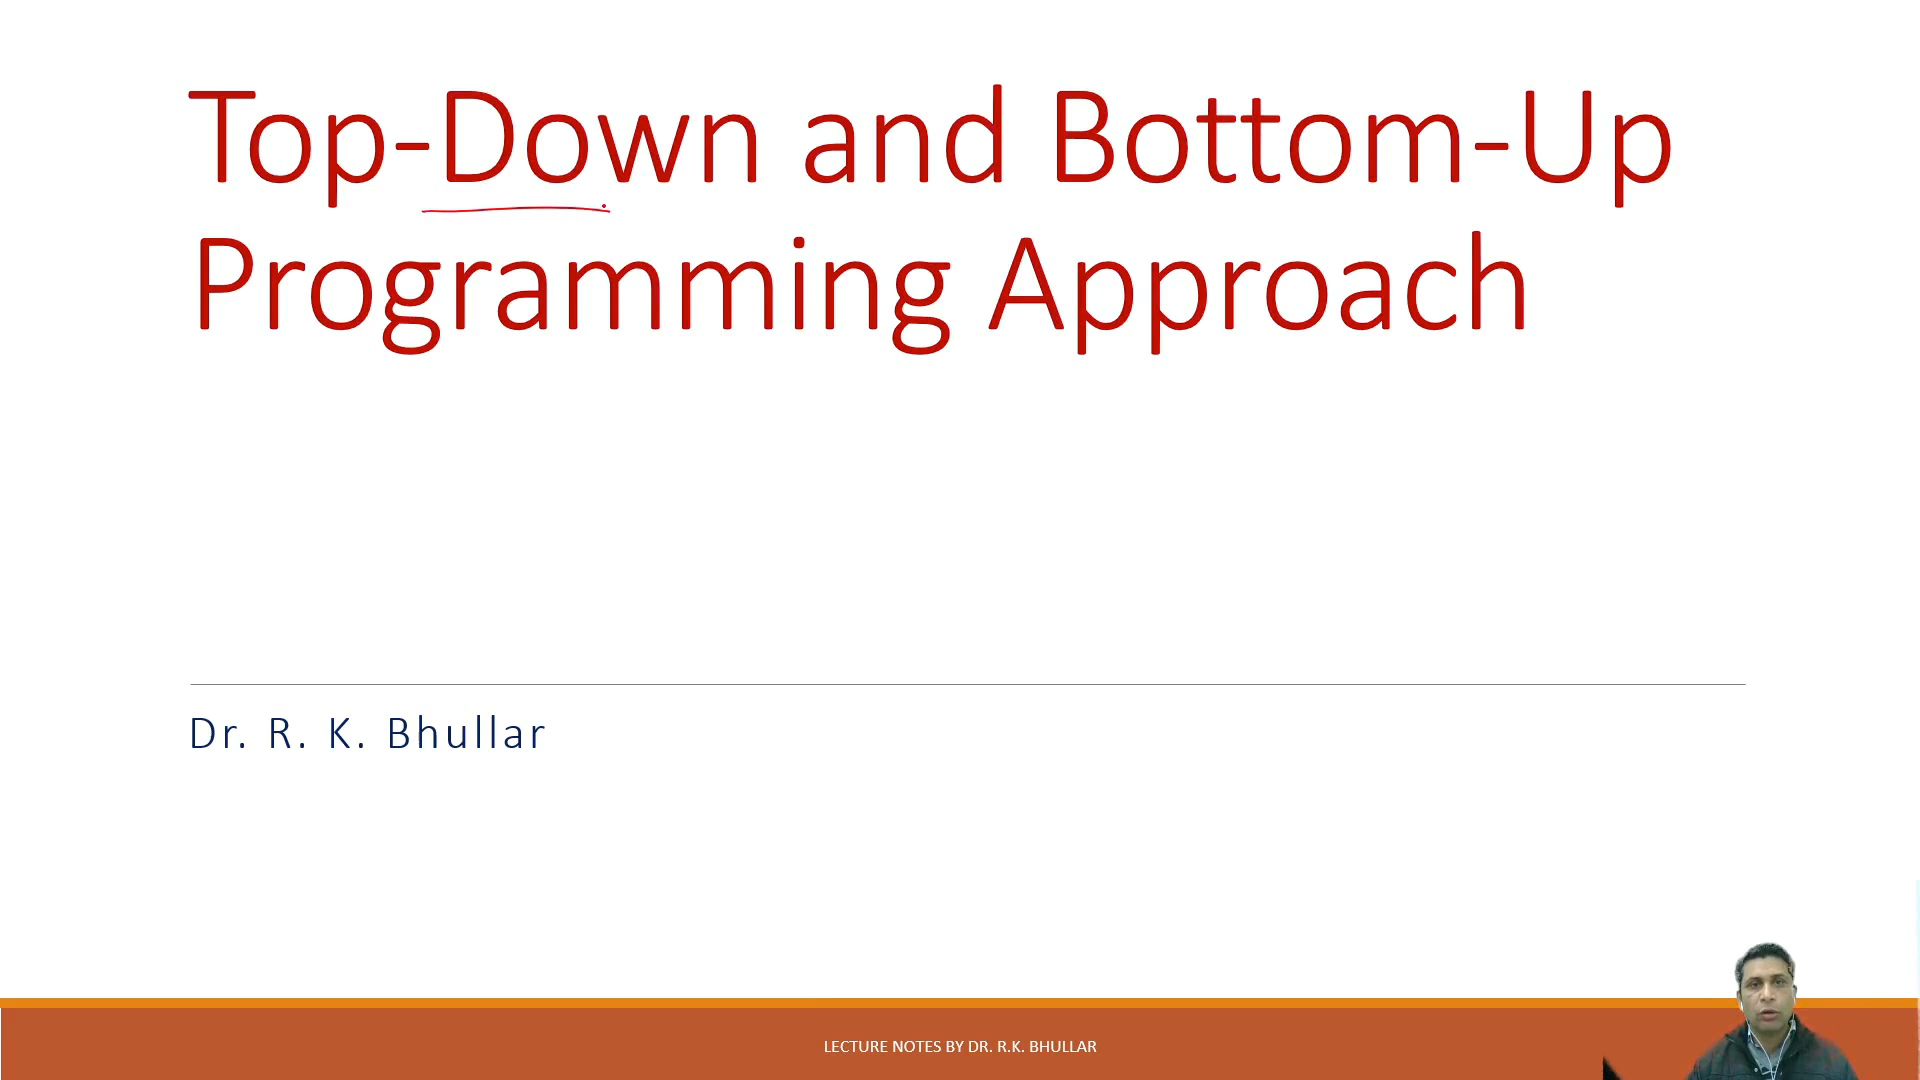 Top-Down and Bottom-Up
Programming Approach
Dr. R. K. Bhullar
LECTURE NOTES BY DR. R.K. BHULLAR